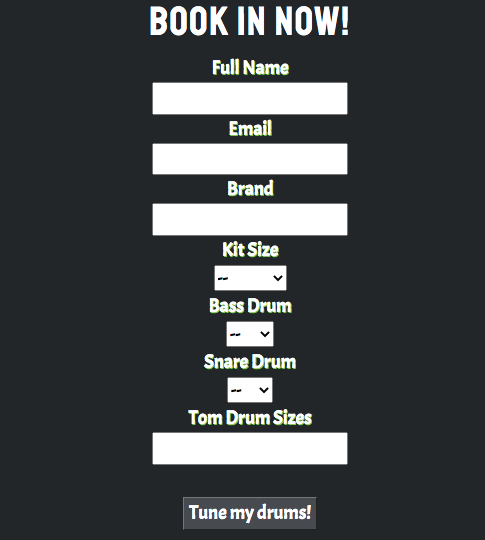 BOOK IN NOW!
Full Name
Email
Brand
Kit Size
--
Bass Drum
--
Snare Drum
--
Tom Drum Sizes
Tune my drums!